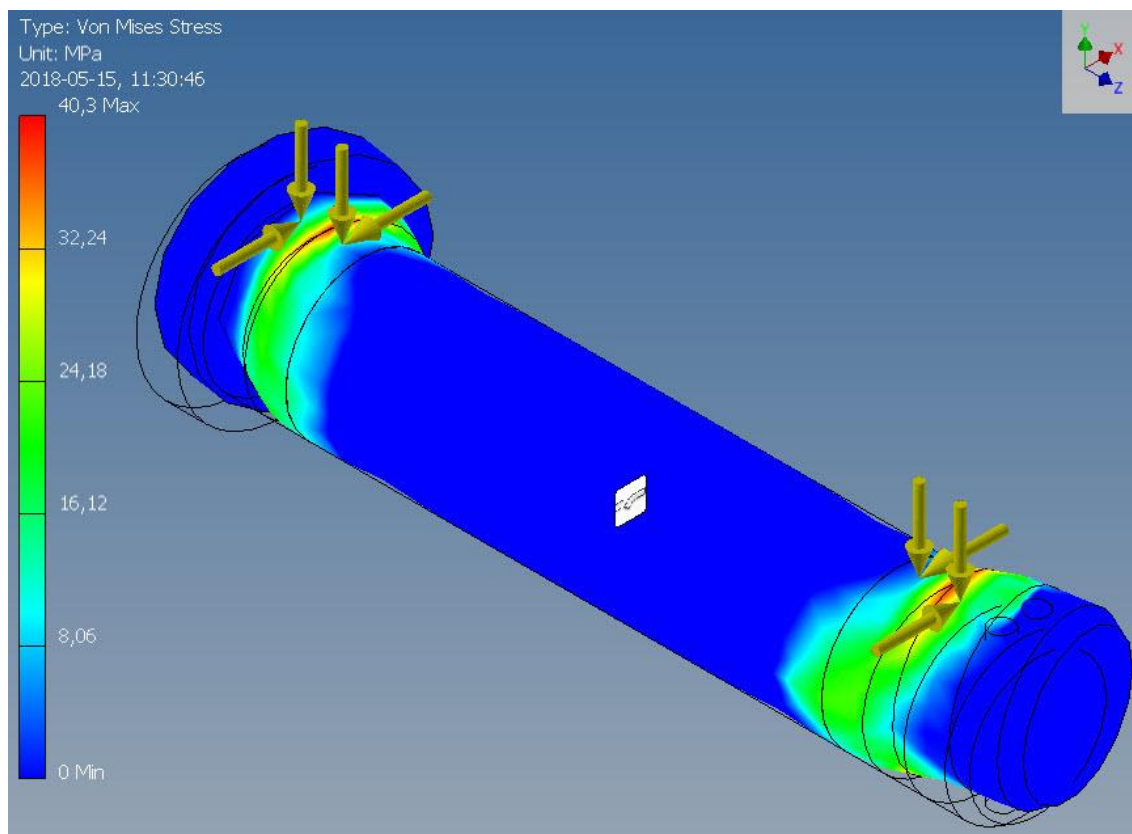 Type: Von Mises Stress
Unit: MPa
2018-05-15, 11:30:46
40,3 Max
32,24
24,18
16,12
8,06
0 Min
Y
X
Z